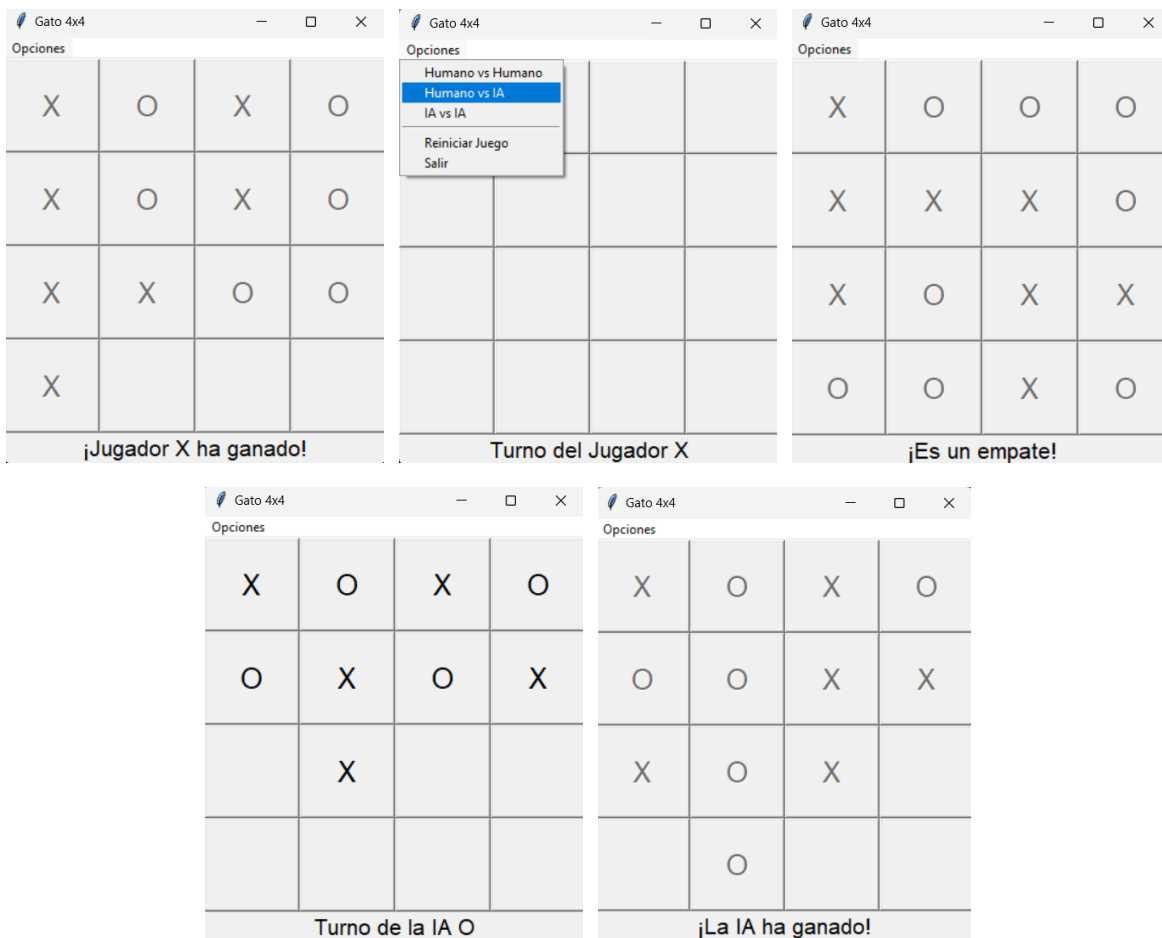 Gato 4x4
Opciones
X O X O
X O X O
X X O O
X
¡Jugador X ha ganado!
Gato 4x4
Opciones
Humano vs Humano
Humano vs IA
IA vs IA
Reiniciar Juego
Salir
Turno del Jugador X
Gato 4x4
Opciones
X O O O
X X X O
X O X X
O O X O
¡Es un empate!
Gato 4x4
Opciones
X O X O
O X O X
X
Turno de la IA O
Gato 4x4
Opciones
X O X O
O O X X
X O X
O
¡La IA ha ganado!